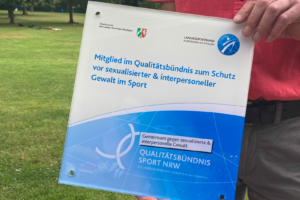 Mitglied im Qualitätsbündnis zum Schutz
vor sexualisierter & interpersoneller
Gewalt im Sport
Gemeinsam gegen sexualisierte &
interpersonelle Gewalt
QUALITÄTSBÜNDNIS
SPORT NRW